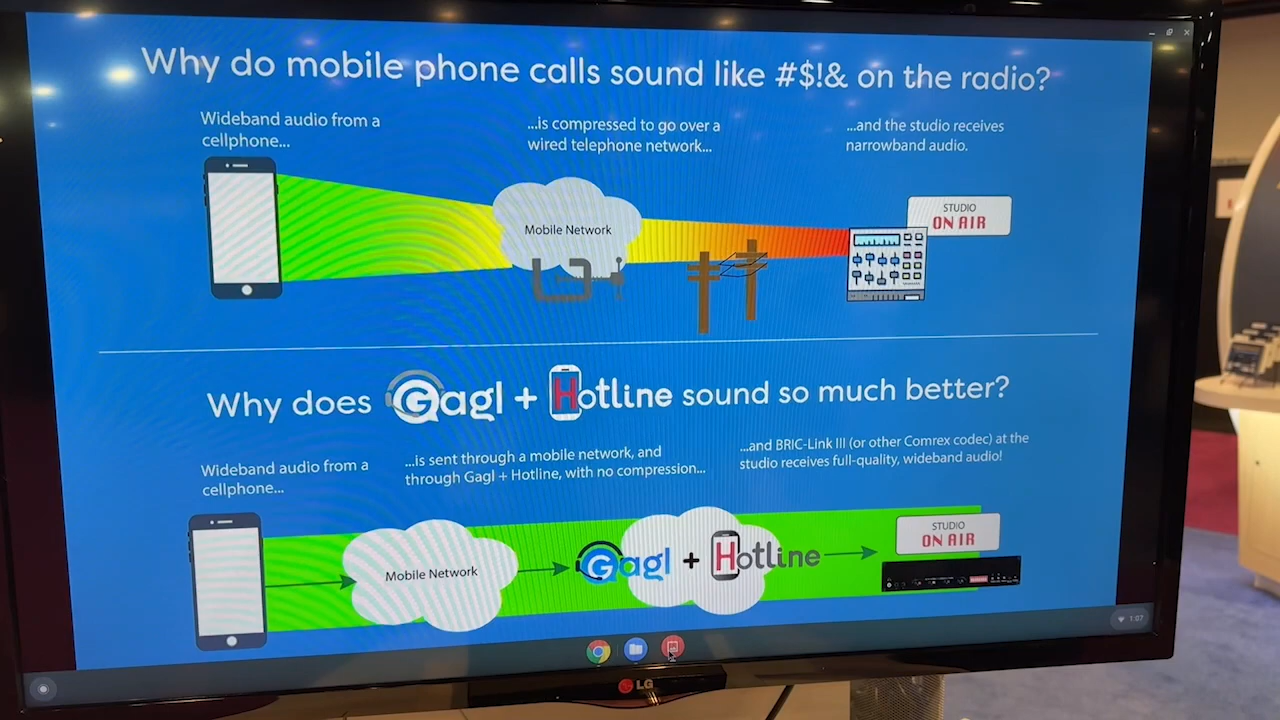 Why do mobile phone calls sound like #$!& on the radio?
Wideband audio from a
cellphone...
...is compressed to go over a
wired telephone network...
...and the studio receives
narrowband audio.
Mobile Network
STUDIO
ON AIR
Why does Gagl + Hotline sound so much better?
Wideband audio from a
cellphone...
...is sent through a mobile network, and
through Gagl + Hotline, with no compression...
...and BRIC-Link III (or other Comrex codec) at the
studio receives full-quality, wideband audio!
Mobile Network
Gagl + Hotline
STUDIO
ON AIR
1:07
LG